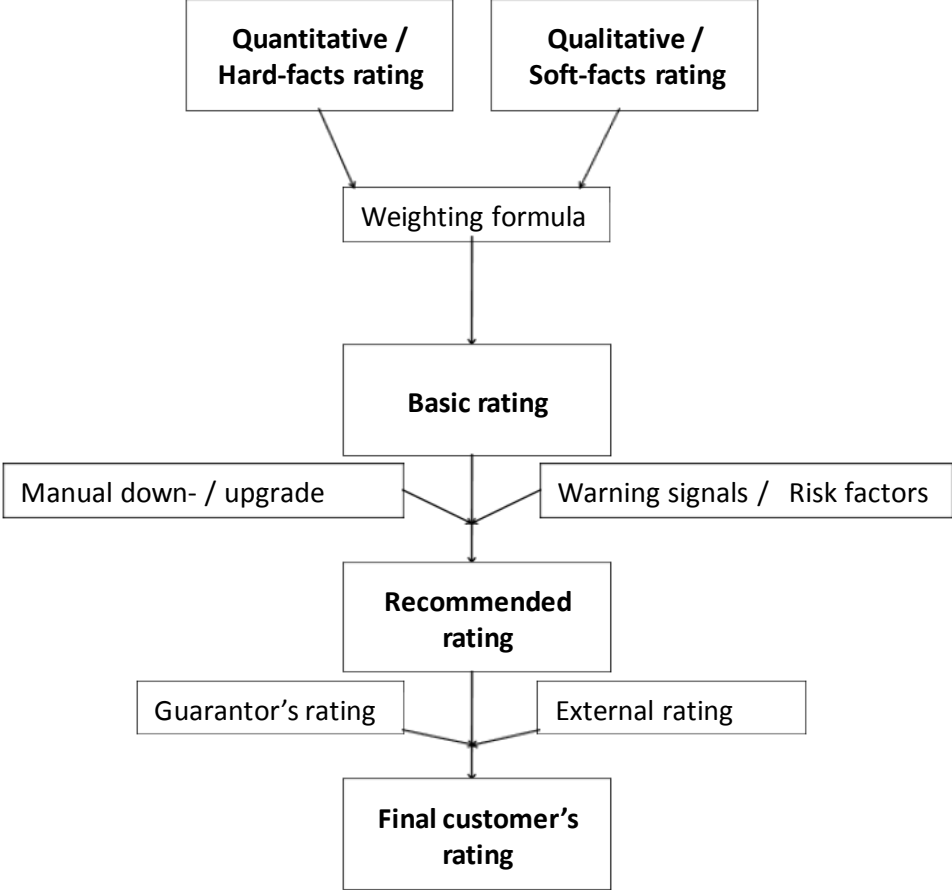 Quantitative /
Hard-facts rating
Qualitative /
Soft-facts rating
Weighting formula
Basic rating
Manual down- / upgrade
Warning signals / Risk factors
Recommended
rating
Guarantor’s rating
External rating
Final customer’s
rating